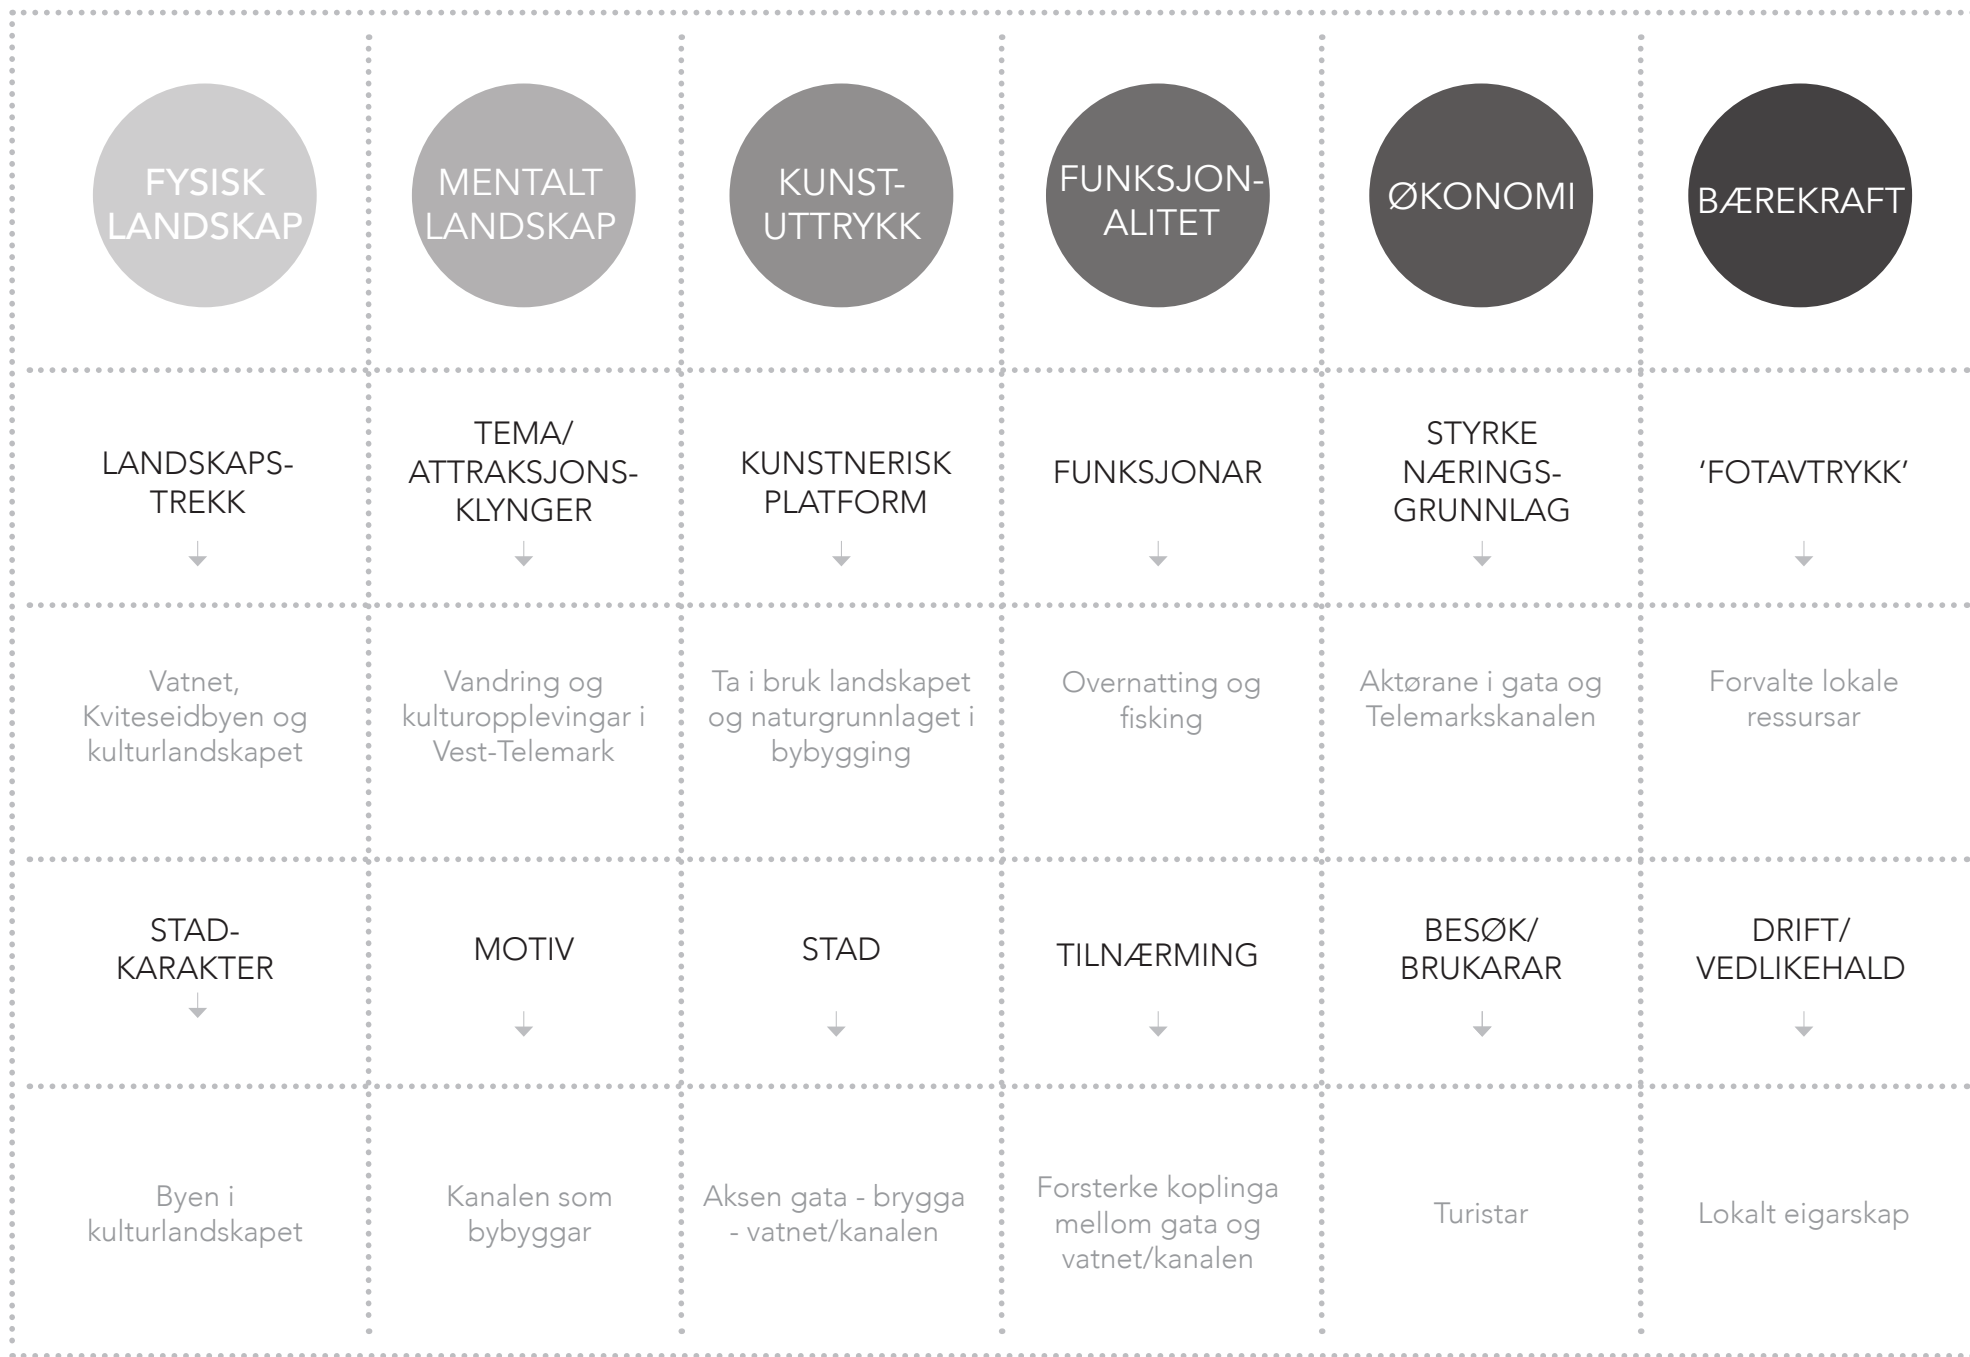 FYSISK
LANDSKAP
MENTALT
LANDSKAP
KUNST-
UTTRYKK
FUNKSJON-
ALITET
ØKONOMI
BÆREKRAFT
LANDSKAPS-
TREKK
TEMA/
ATTRAKSJONS-
KLYNGER
KUNSTNERISK
PLATFORM
FUNKSJONAR
STYRKE
NÆRINGS-
GRUNNLAG
‘FOTAVTRYKK’
Vatnet,
Kviteseidbyen og
kulturlandskapet
Vandring og
kulturopplevingar i
Vest-Telemark
Ta i bruk landskapet
og naturgrunnlaget i
bybygging
Overnatting og
fisking
Aktørane i gata og
Telemarkskanalen
Forvalte lokale
ressursar
STAD-
KARAKTER
MOTIV
STAD
TILNÆRMING
BESØK/
BRUKARAR
DRIFT/
VEDLIKEHALD
Byen i
kulturlandskapet
Kanalen som
bybyggar
Aksen gata - brygga
- vatnet/kanalen
Forsterke koplinga
mellom gata og
vatnet/kanalen
Turistar
Lokalt eigarskap